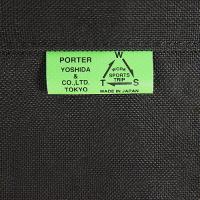 PORTER
YOSHIDA
& CO.,LTD.
TOKYO
W
SPORTS
TRIP
T S
MADE IN JAPAN